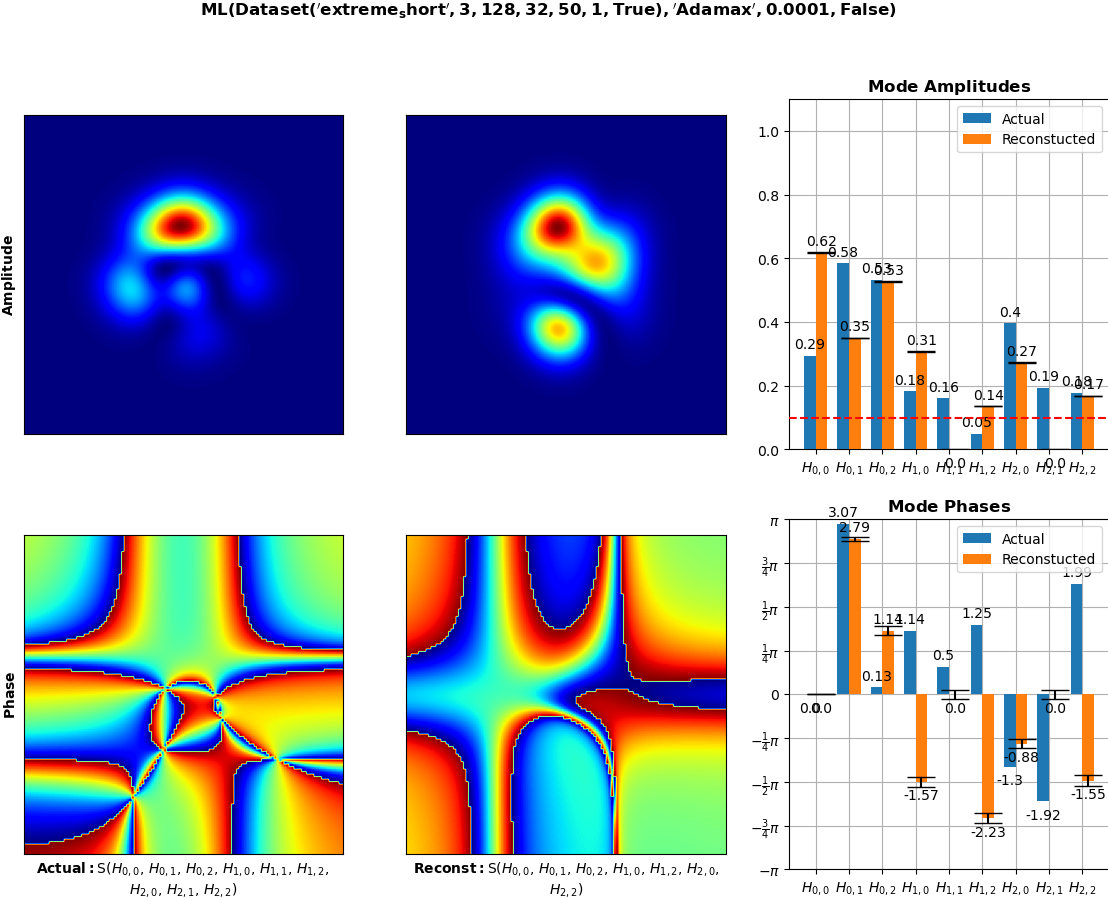 ML(Dataset('extreme_short', 3, 128, 32, 50, 1, True), 'Adamax', 0.0001, False)
Amplitude
Mode Amplitudes
Actual
Reconstucted
1.0
0.8
0.6
0.4
0.2
0.0
0.29
0.62
0.58
0.35
0.53
0.53
0.18
0.31
0.16
0.0
0.05
0.14
0.4
0.27
0.19
0.0
0.18
0.17
H0,0 H0,1 H0,2 H1,0 H1,1 H1,2 H2,0 H2,1 H2,2
Phase
Actual: S(H0,0, H0,1, H0,2, H1,0, H1,1, H1,2,
H2,0, H2,1, H2,2)
Reconst: S(H0,0, H0,1, H0,2, H1,0, H1,2, H2,0,
H2,2)
Mode Phases
Actual
Reconstucted
π
3/4π
1/2π
1/4π
0
−1/4π
−1/2π
−3/4π
−π
0.0
0.0
3.07
2.79
0.13
1.14
1.14
-1.57
0.5
0.0
1.25
-2.23
-1.3
-0.88
-1.92
0.0
1.99
-1.55
H0,0 H0,1 H0,2 H1,0 H1,1 H1,2 H2,0 H2,1 H2,2